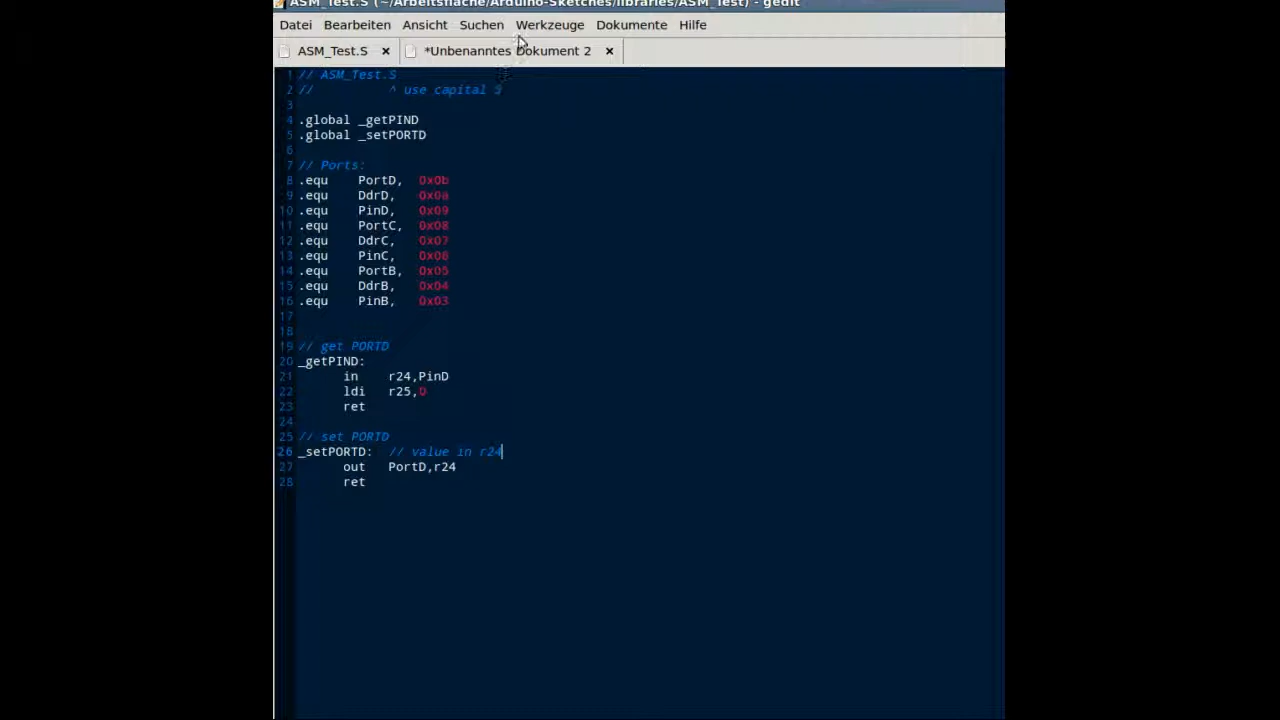 ASM_Test.S (~/Arbeitsfläche/Arduino-Sketches/libraries/ASM_Test) - gedit
Datei Bearbeiten Ansicht Suchen Werkzeuge Dokumente Hilfe
ASM_Test.S × *Unbenanntes Dokument 2 ×
1 // ASM_Test.S
2 // ^ use capital S
3
4 .global _getPIND
5 .global _setPORTD
6
7 // Ports:
8 .equ PortD, 0x0b
9 .equ DdrD, 0x0a
10 .equ PinD, 0x09
11 .equ PortC, 0x08
12 .equ DdrC, 0x07
13 .equ PinC, 0x06
14 .equ PortB, 0x05
15 .equ DdrB, 0x04
16 .equ PinB, 0x03
17
18
19 // get PORTD
20 _getPIND:
21 in r24,PinD
22 ldi r25,0
23 ret
24
25 // set PORTD
26 _setPORTD: // value in r24
27 out PortD,r24
28 ret